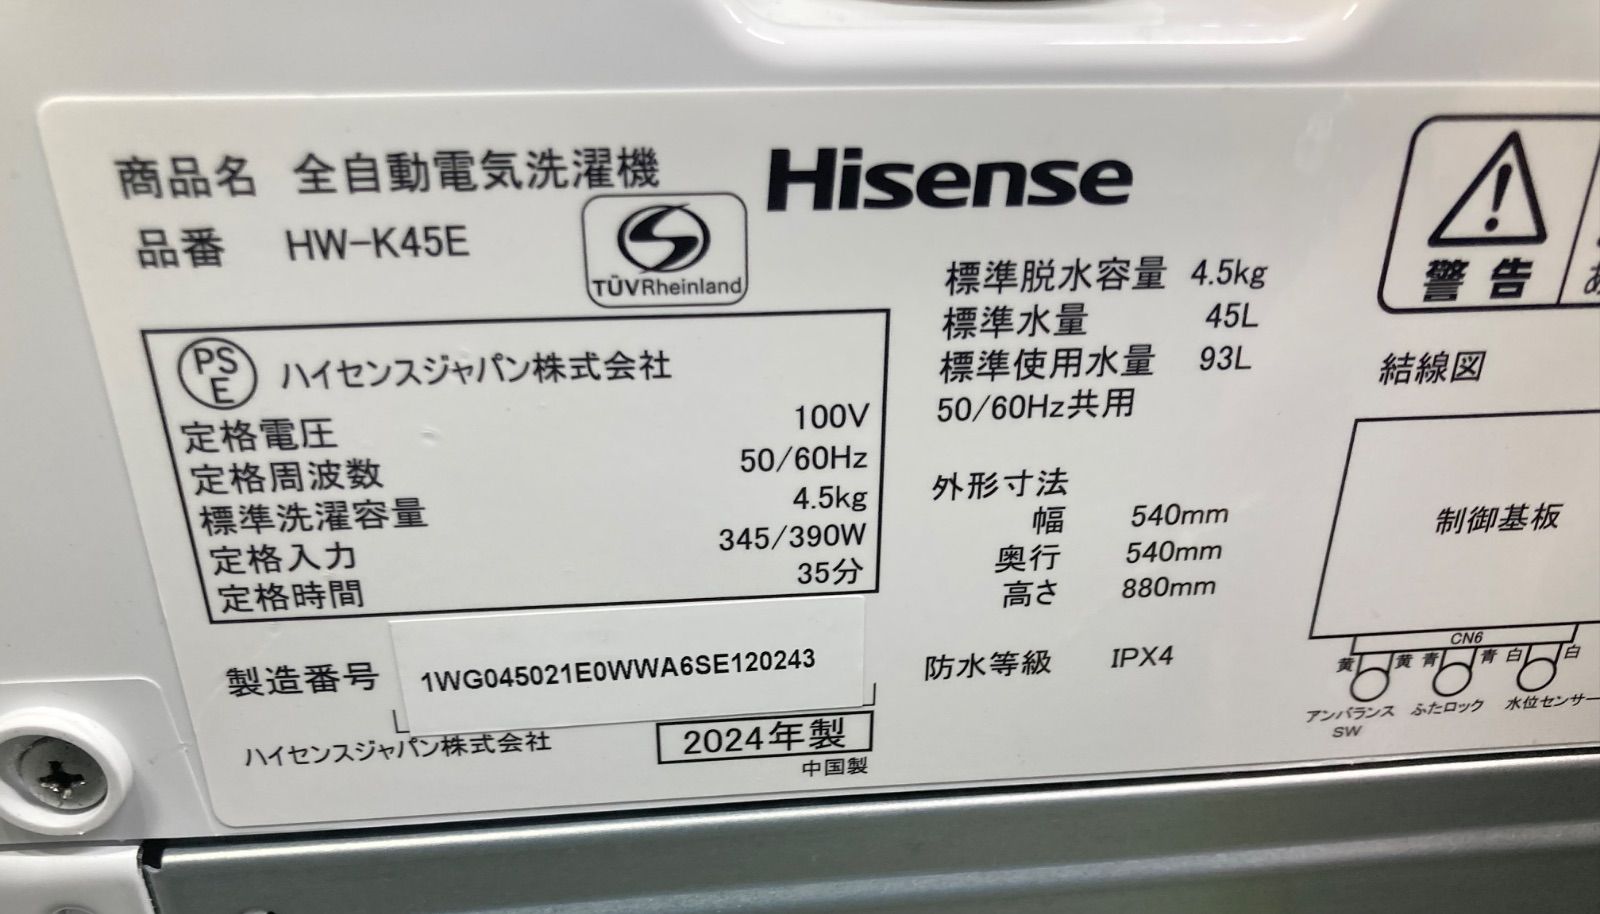 商品名 全自動電気洗濯機
品番 HW-K45E
TÜVRheinland
Hisense
PS
E
ハイセンスジャパン株式会社
定格電圧 100V
定格周波数 50/60Hz
標準洗濯容量 4.5kg
定格入力 345/390W
定格時間 35分
製造番号 1WG045021E0WWA6SE120243
ハイセンスジャパン株式会社
2024年製
中国製
標準脱水容量 4.5kg
標準水量 45L
標準使用水量 93L
50/60Hz共用
外形寸法
幅 540mm
奥行 540mm
高さ 880mm
防水等級 IPX4
警告
結線図
制御基板
CN6
黄 黄 青 青 白 白
アンバランス ふたロック 水位センサー
SW